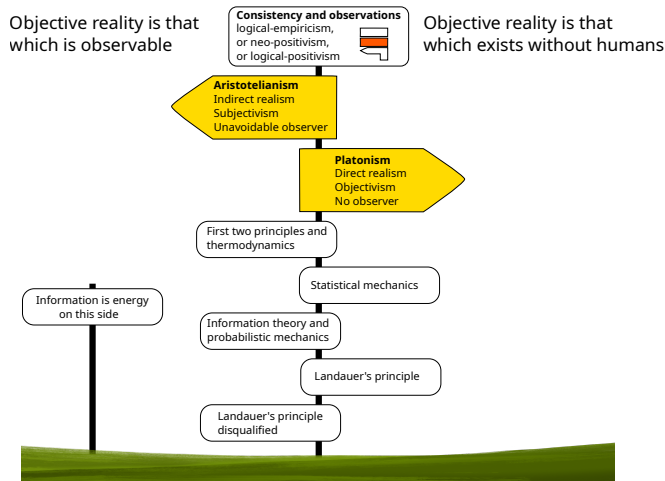 Objective reality is that
which is observable
Consistency and observations
logical-empiricism,
or neo-positivism,
or logical-positivism
Objective reality is that
which exists without humans
Aristotelianism
Indirect realism
Subjectivism
Unavoidable observer
Platonism
Direct realism
Objectivism
No observer
First two principles and
thermodynamics
Statistical mechanics
Information is energy
on this side
Information theory and
probabilistic mechanics
Landauer's principle
Landauer's principle
disqualified